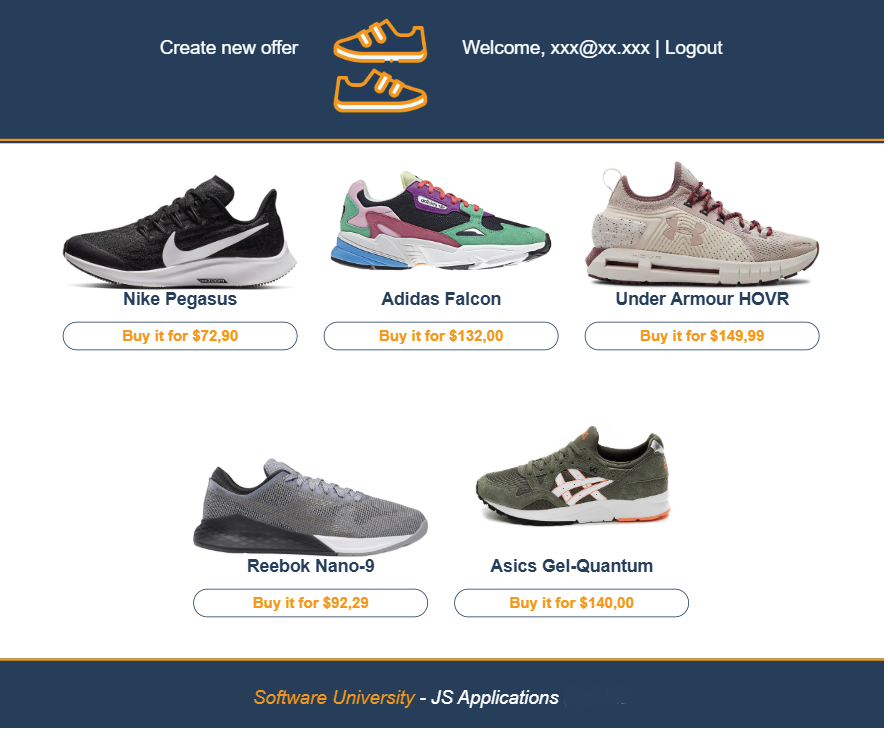 Create new offer
Welcome, xxx@xx.xxx | Logout
adidas
Nike Pegasus
Adidas Falcon
Under Armour HOVR
Buy it for $72,90
Buy it for $132,00
Buy it for $149,99
Reebok Nano-9
Asics Gel-Quantum
Buy it for $92,29
Buy it for $140,00
Software University - JS Applications